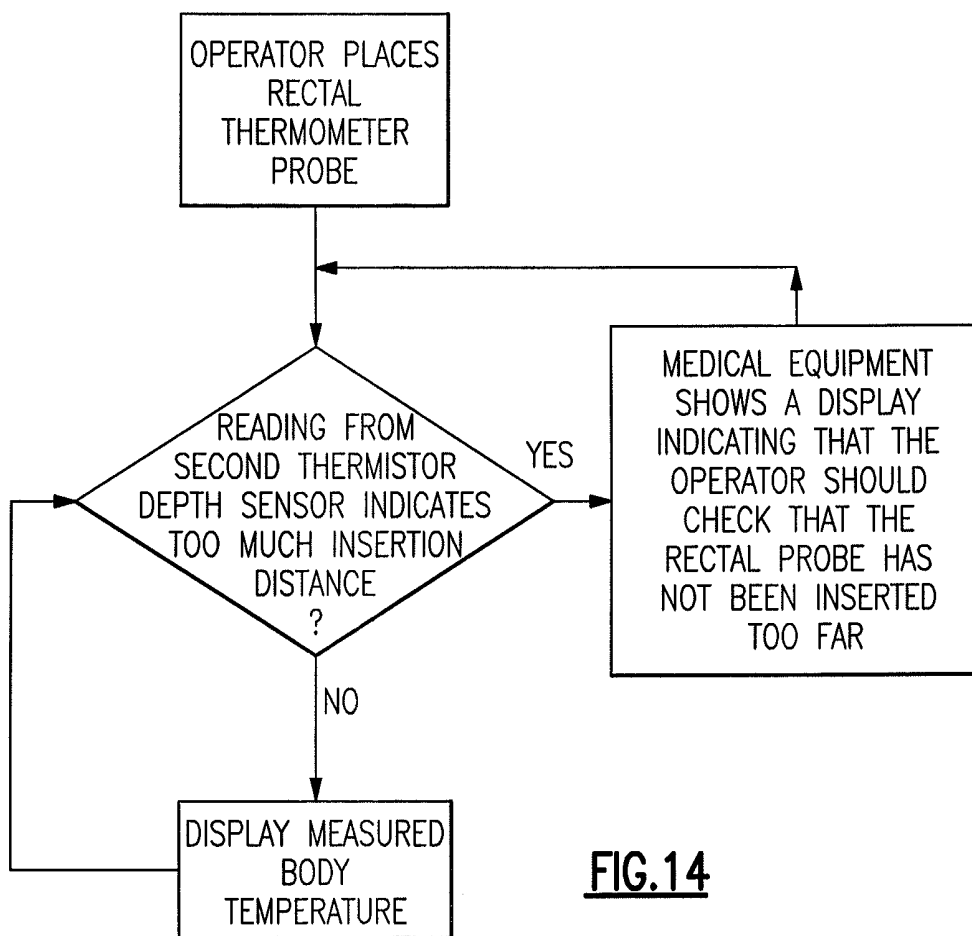 OPERATOR PLACES
RECTAL
THERMOMETER
PROBE
READING FROM
SECOND THERMISTOR
DEPTH SENSOR INDICATES
TOO MUCH INSERTION
DISTANCE
?
YES
MEDICAL EQUIPMENT
SHOWS A DISPLAY
INDICATING THAT THE
OPERATOR SHOULD
CHECK THAT THE
RECTAL PROBE HAS
NOT BEEN INSERTED
TOO FAR
NO
DISPLAY MEASURED
BODY
TEMPERATURE
FIG.14